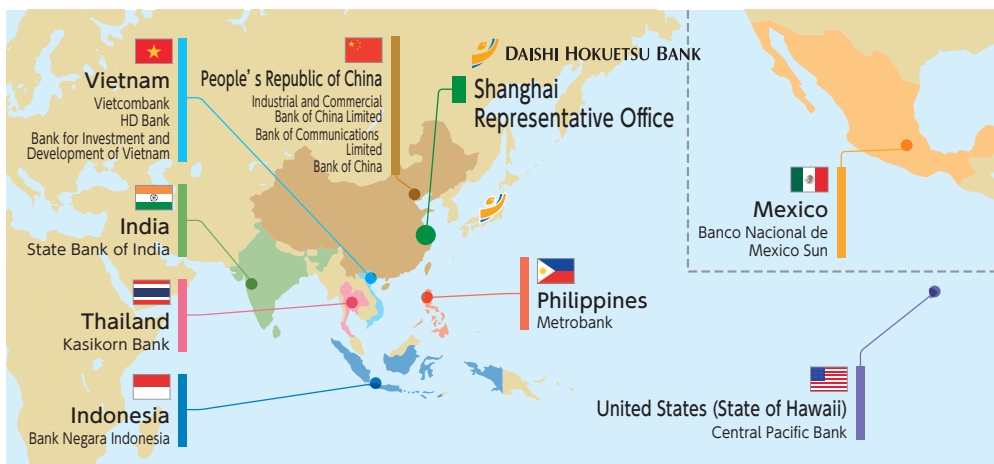 Vietnam
Vietcombank
HD Bank
Bank for Investment and
Development of Vietnam
People’s Republic of China
Industrial and Commercial
Bank of China Limited
Bank of Communications
Limited
Bank of China
DAISHI HOKUETSU BANK
Shanghai
Representative Office
India
State Bank of India
Thailand
Kasikorn Bank
Indonesia
Bank Negara Indonesia
Philippines
Metrobank
Mexico
Banco Nacional de
Mexico Sun
United States (State of Hawaii)
Central Pacific Bank